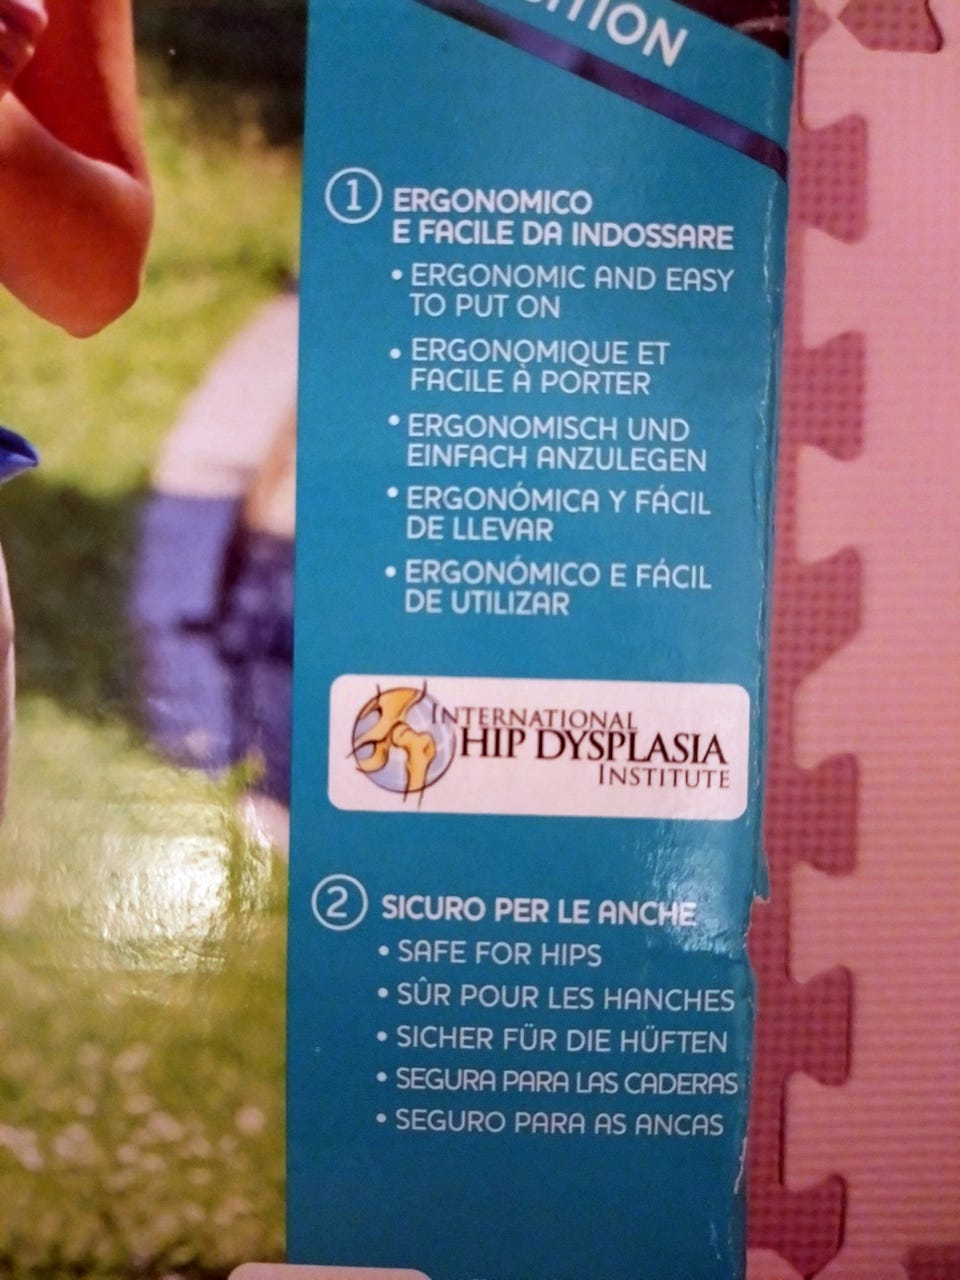 1 ERGONOMICO
E FACILE DA INDOSSARE
• ERGONOMIC AND EASY
TO PUT ON
• ERGONOMIQUE ET
FACILE À PORTER
• ERGONOMISCH UND
EINFACH ANZULEGEN
• ERGONÓMICA Y FÁCIL
DE LLEVAR
• ERGONÓMICO E FÁCIL
DE UTILIZAR
INTERNATIONAL
HIP DYSPLASIA
INSTITUTE
2 SICURO PER LE ANCHE
• SAFE FOR HIPS
• SÛR POUR LES HANCHES
• SICHER FÜR DIE HÜFTEN
• SEGURA PARA LAS CADERAS
• SEGURO PARA AS ANCAS